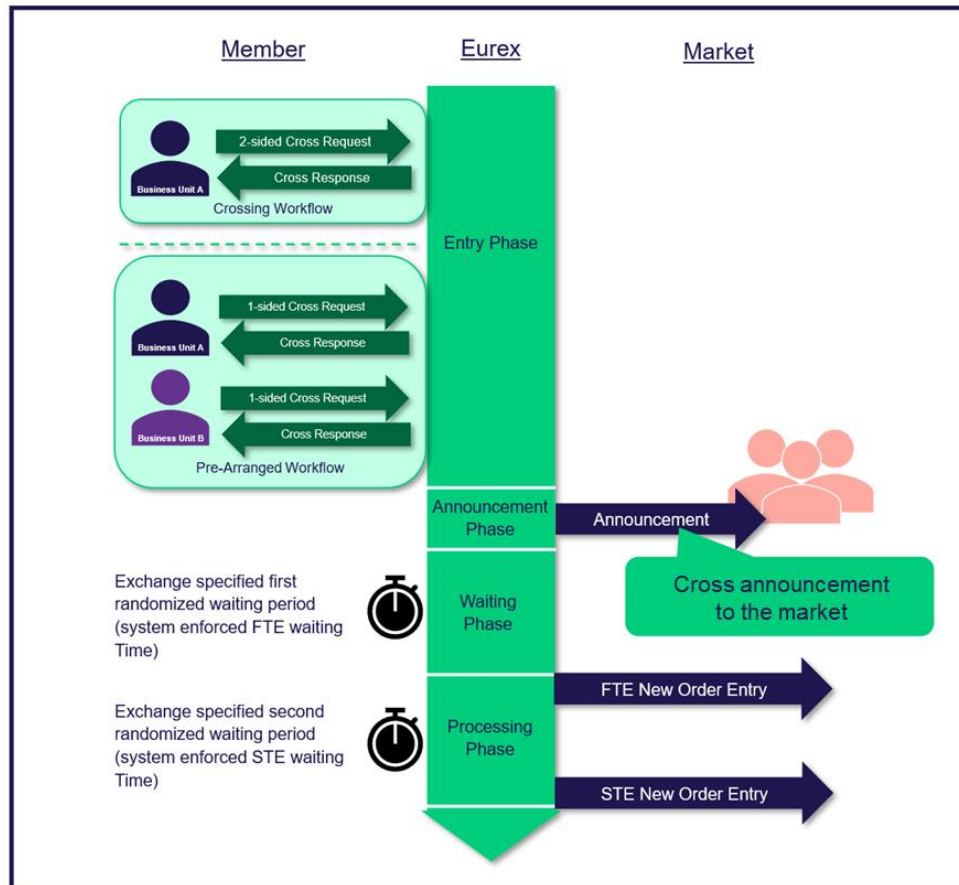 Member
Eurex
Market
2-sided Cross Request
Cross Response
Business Unit A
Crossing Workflow
Entry Phase
1-sided Cross Request
Cross Response
Business Unit A
1-sided Cross Request
Cross Response
Business Unit B
Pre-Arranged Workflow
Announcement
Phase
Announcement
Cross announcement
to the market
Exchange specified first
randomized waiting period
(system enforced FTE waiting
Time)
Waiting
Phase
FTE New Order Entry
Exchange specified second
randomized waiting period
(system enforced STE waiting
Time)
Processing
Phase
STE New Order Entry